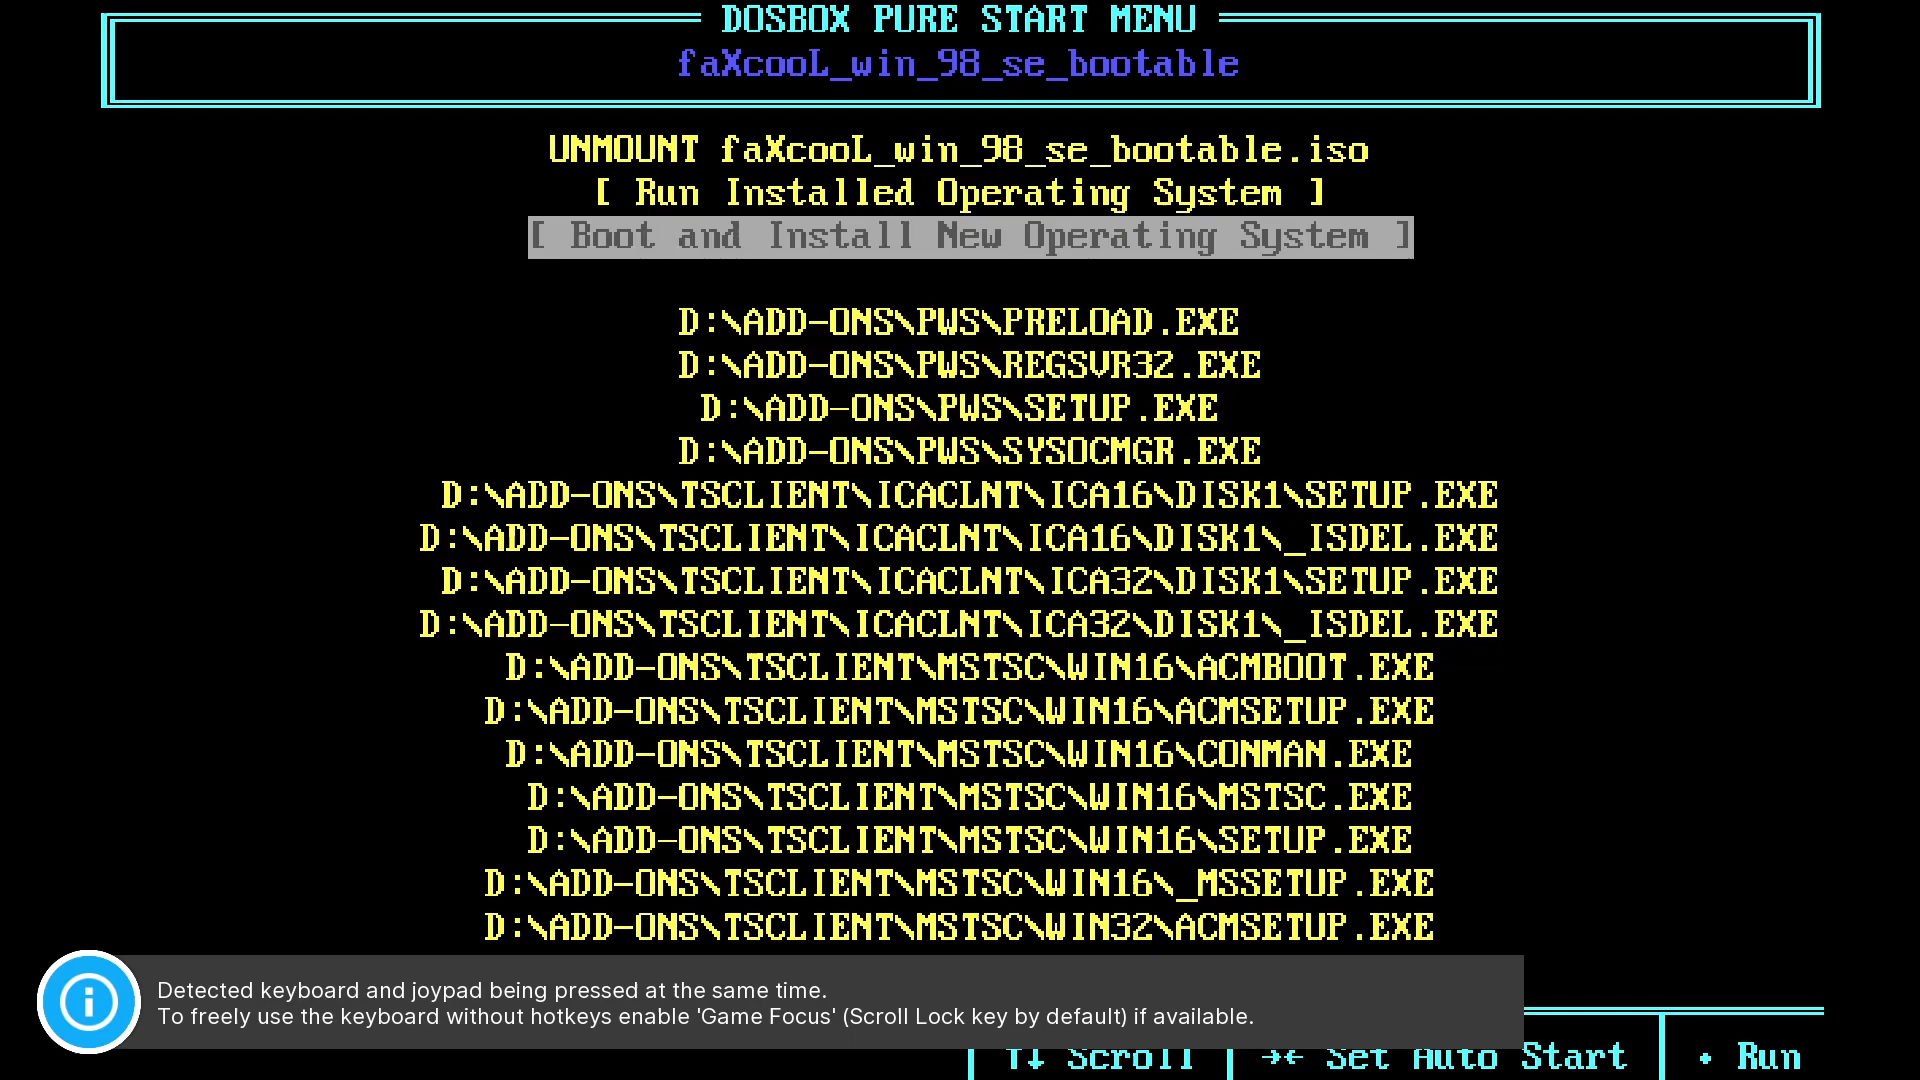 DOSBOX PURE START MENU
faXcooL_win_98_se_bootable
UNMOUNT faXcooL_win_98_se_bootable.iso
[ Run Installed Operating System ]
[ Boot and Install New Operating System ]
D:\ADD-ONS\PWS\PRELOAD.EXE
D:\ADD-ONS\PWS\REGSVR32.EXE
D:\ADD-ONS\PWS\SETUP.EXE
D:\ADD-ONS\PWS\SYSOCMGR.EXE
D:\ADD-ONS\TSCLIENT\ICACLNT\ICA16\DISK1\SETUP.EXE
D:\ADD-ONS\TSCLIENT\ICACLNT\ICA16\DISK1\_ISDEL.EXE
D:\ADD-ONS\TSCLIENT\ICACLNT\ICA32\DISK1\SETUP.EXE
D:\ADD-ONS\TSCLIENT\ICACLNT\ICA32\DISK1\_ISDEL.EXE
D:\ADD-ONS\TSCLIENT\MSTSC\WIN16\ACMBOOT.EXE
D:\ADD-ONS\TSCLIENT\MSTSC\WIN16\ACMSETUP.EXE
D:\ADD-ONS\TSCLIENT\MSTSC\WIN16\CONMAN.EXE
D:\ADD-ONS\TSCLIENT\MSTSC\WIN16\MSTSC.EXE
D:\ADD-ONS\TSCLIENT\MSTSC\WIN16\SETUP.EXE
D:\ADD-ONS\TSCLIENT\MSTSC\WIN16\_MSSETUP.EXE
D:\ADD-ONS\TSCLIENT\MSTSC\WIN32\ACMSETUP.EXE
Detected keyboard and joypad being pressed at the same time.
To freely use the keyboard without hotkeys enable 'Game Focus' (Scroll Lock key by default) if available.
↑↓ Scroll →← Set Auto Start • Run